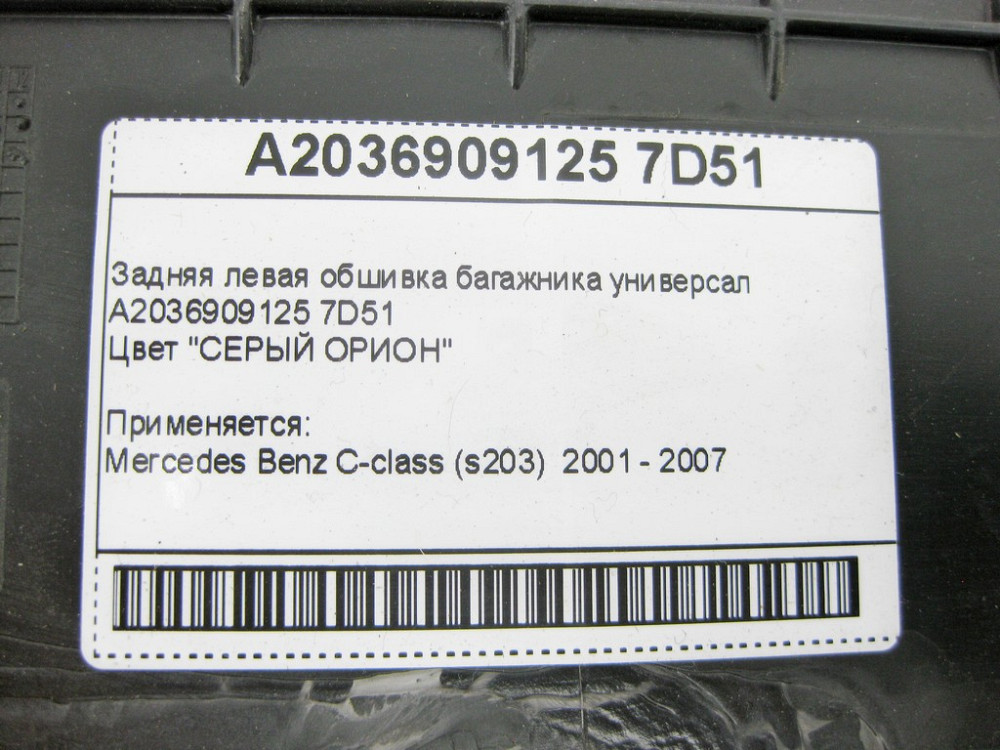 A2036909125 7D51
Задняя левая обшивка багажника универсал
A2036909125 7D51
Цвет "СЕРЫЙ ОРИОН"
Применяется:
Mercedes Benz C-class (s203) 2001 - 2007